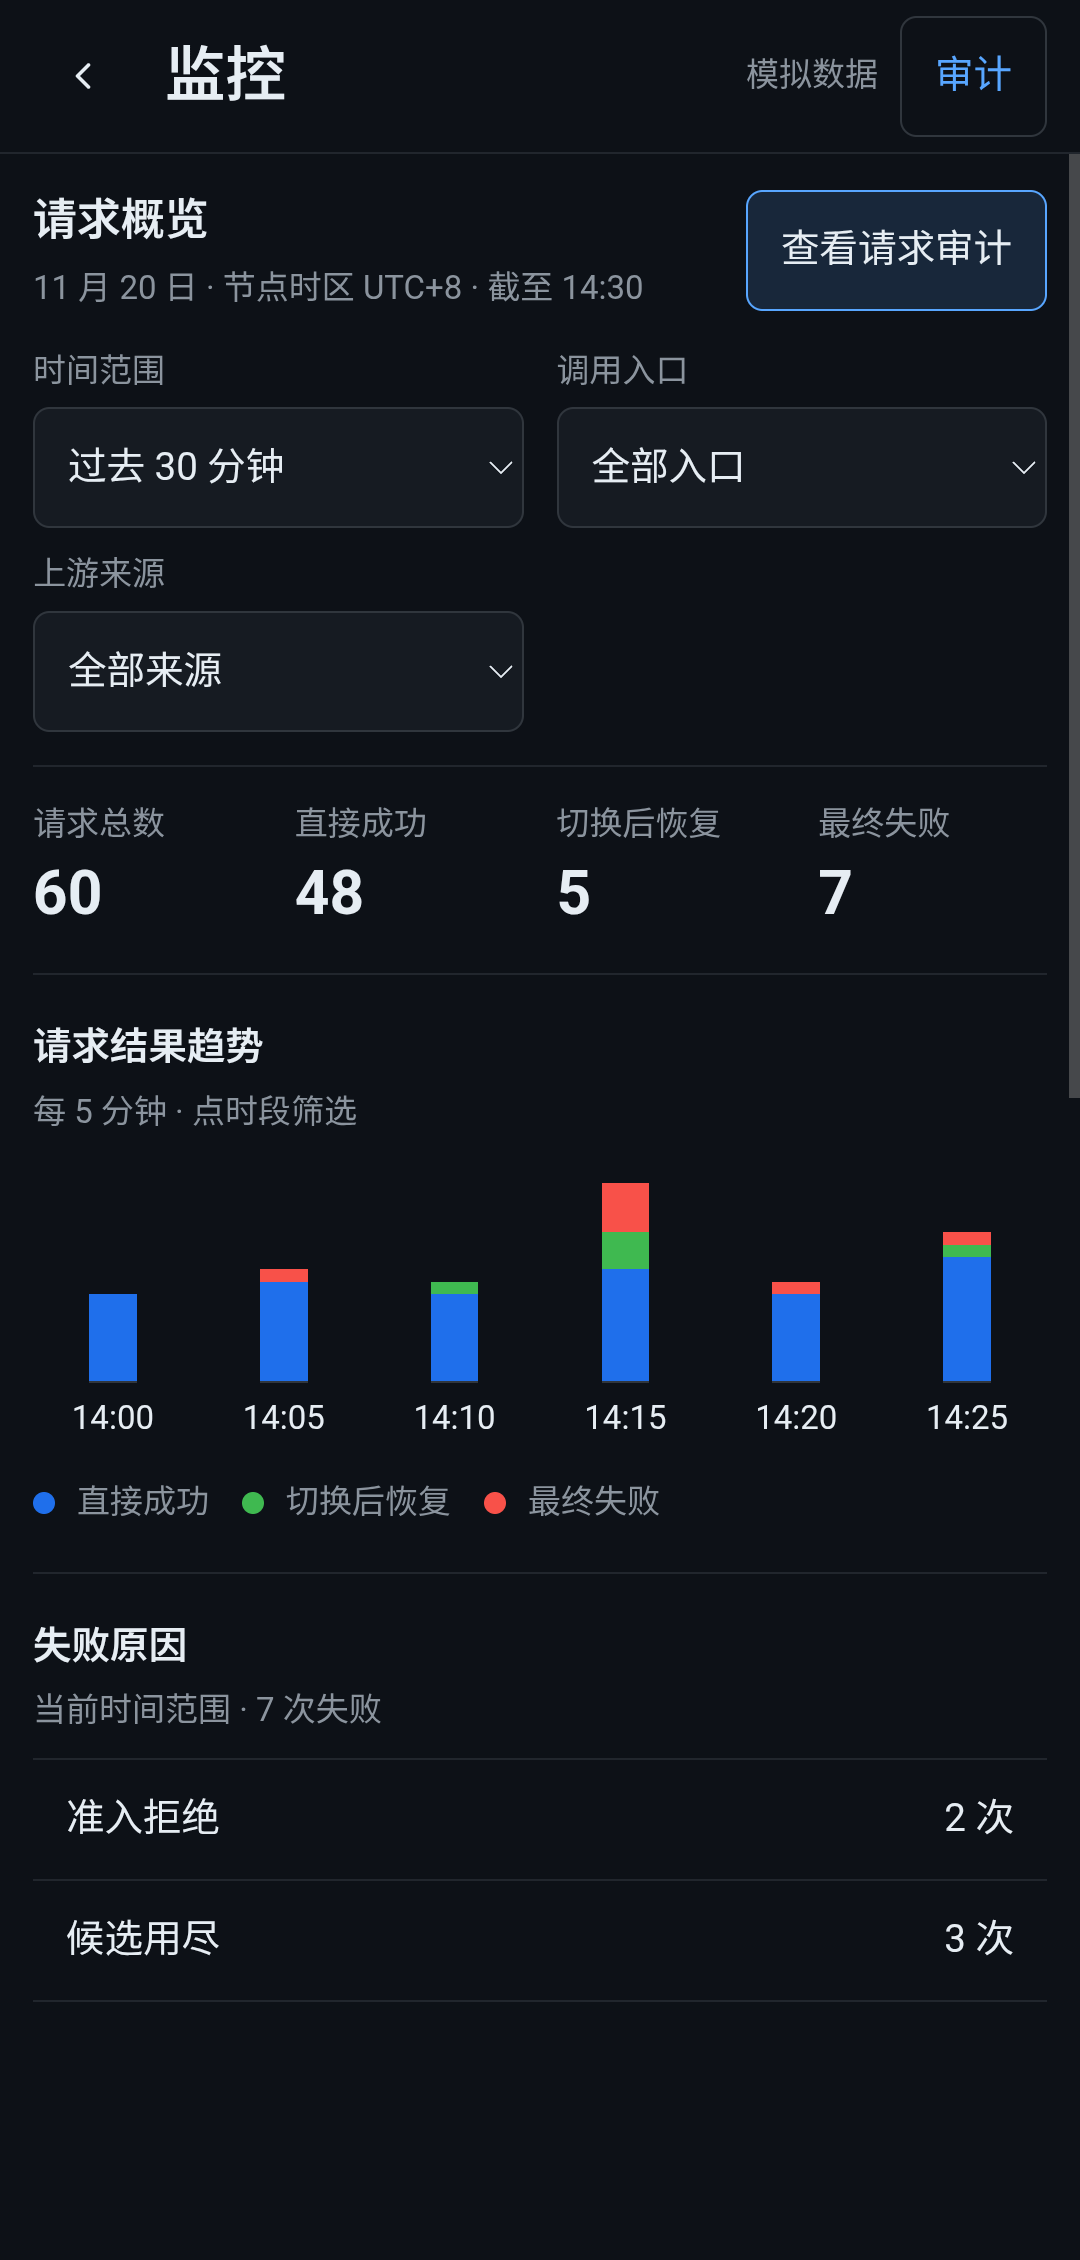 监控
模拟数据
审计
请求概览
查看请求审计
11 月 20 日 · 节点时区 UTC+8 · 截至 14:30
时间范围
调用入口
过去 30 分钟
全部入口
上游来源
全部来源
请求总数
直接成功
切换后恢复
最终失败
60
48
5
7
请求结果趋势
每 5 分钟 · 点时段筛选
14:00
14:05
14:10
14:15
14:20
14:25
直接成功
切换后恢复
最终失败
失败原因
当前时间范围 · 7 次失败
准入拒绝
2 次
候选用尽
3 次